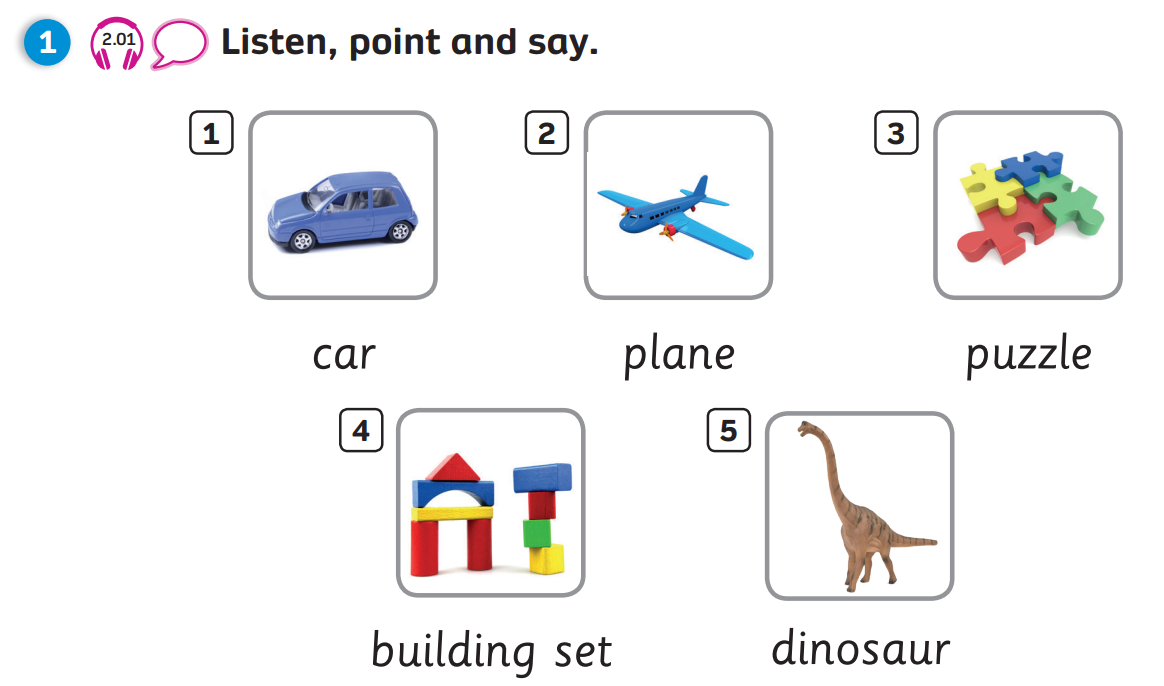 1 2.01 Listen, point and say.
1 2 3
car plane puzzle
4 5
building set dinosaur